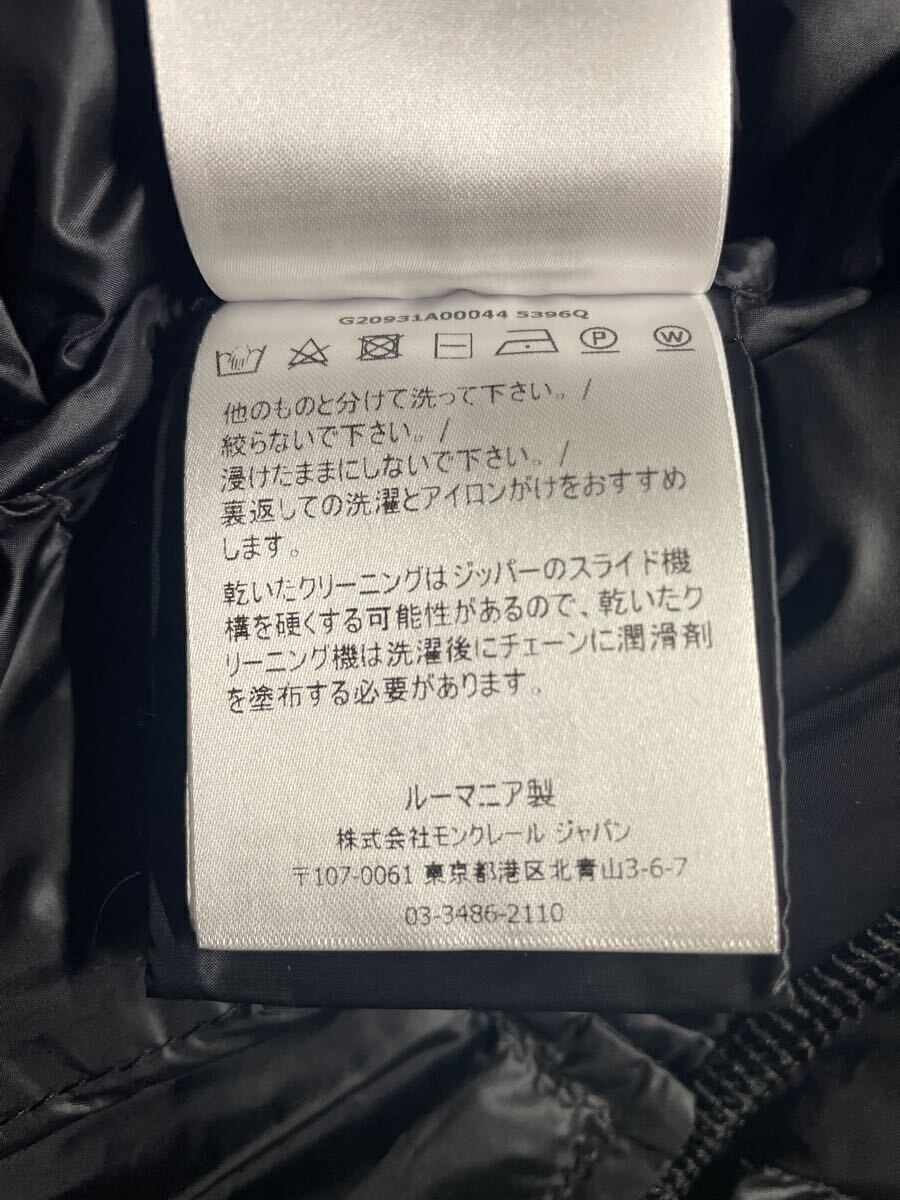 G20931A00044 5396Q
P W
他のものと分けて洗って下さい。/
絞らないで下さい。/
浸けたままにしないで下さい。/
裏返しての洗濯とアイロンがけをおすすめ
します。
乾いたクリーニングはジッパーのスライド機
構を硬くする可能性があるので、乾いたク
リーニング機は洗濯後にチェーンに潤滑剤
を塗布する必要があります。
ルーマニア製
株式会社モンクレール ジャパン
〒107-0061 東京都港区北青山3-6-7
03-3486-2110